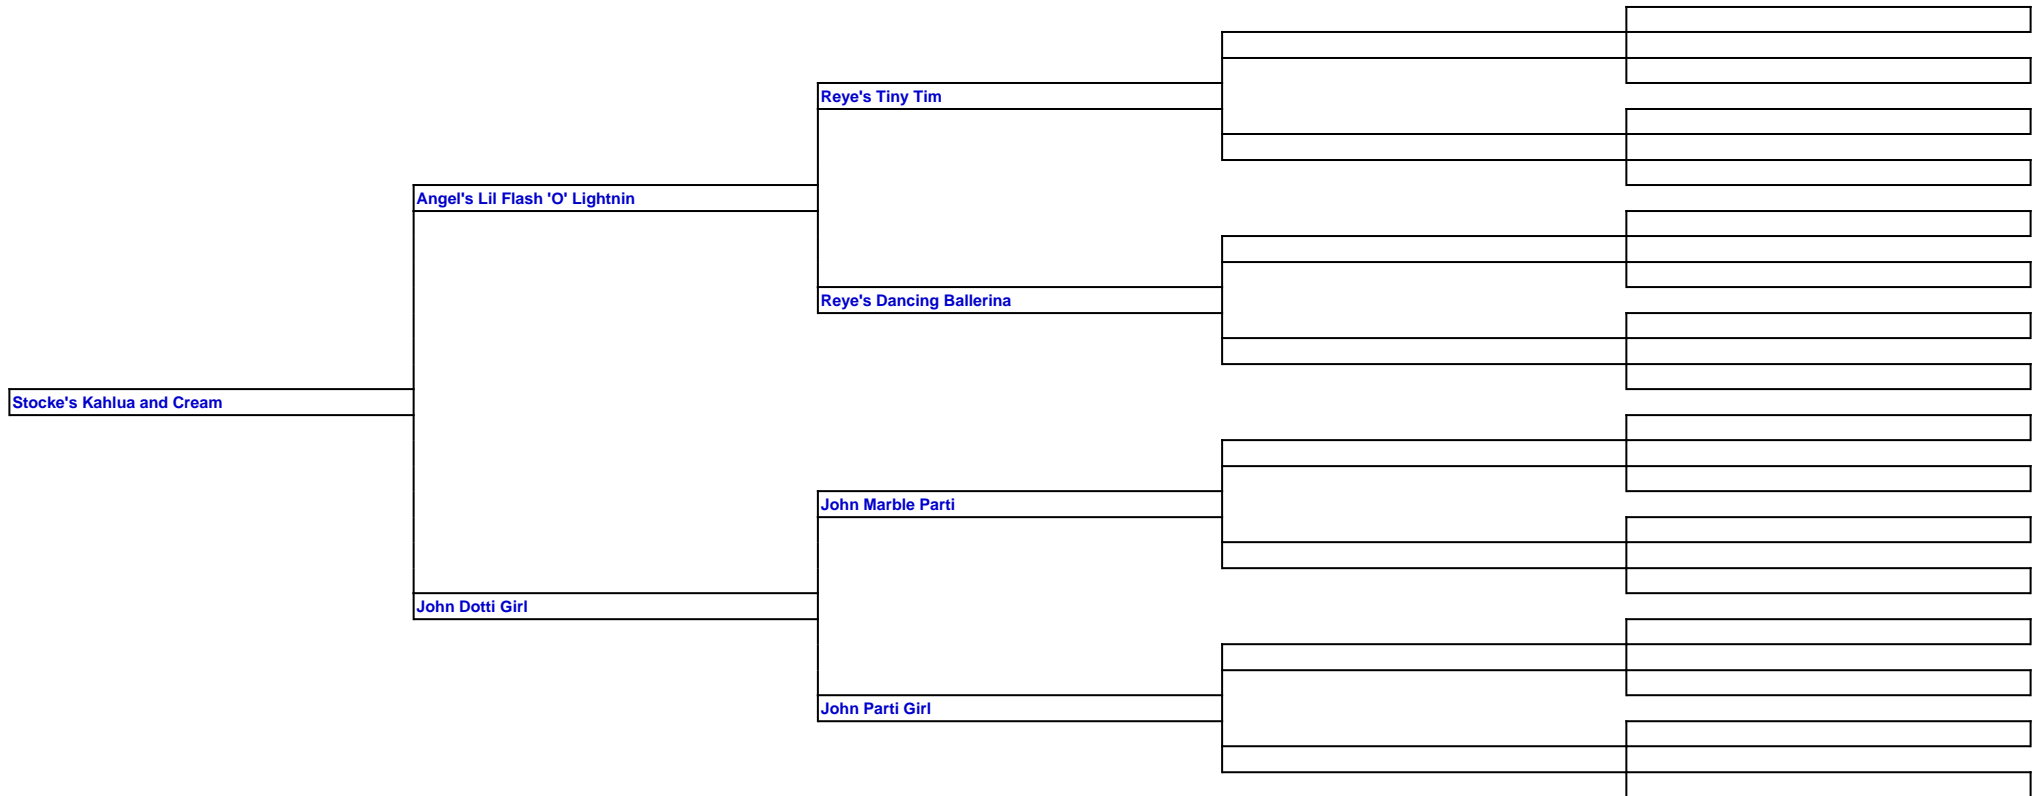 Reye's Tiny Tim
Angel's Lil Flash 'O' Lightnin
Reye's Dancing Ballerina
Stocke's Kahlua and Cream
John Marble Parti
John Dotti Girl
John Parti Girl